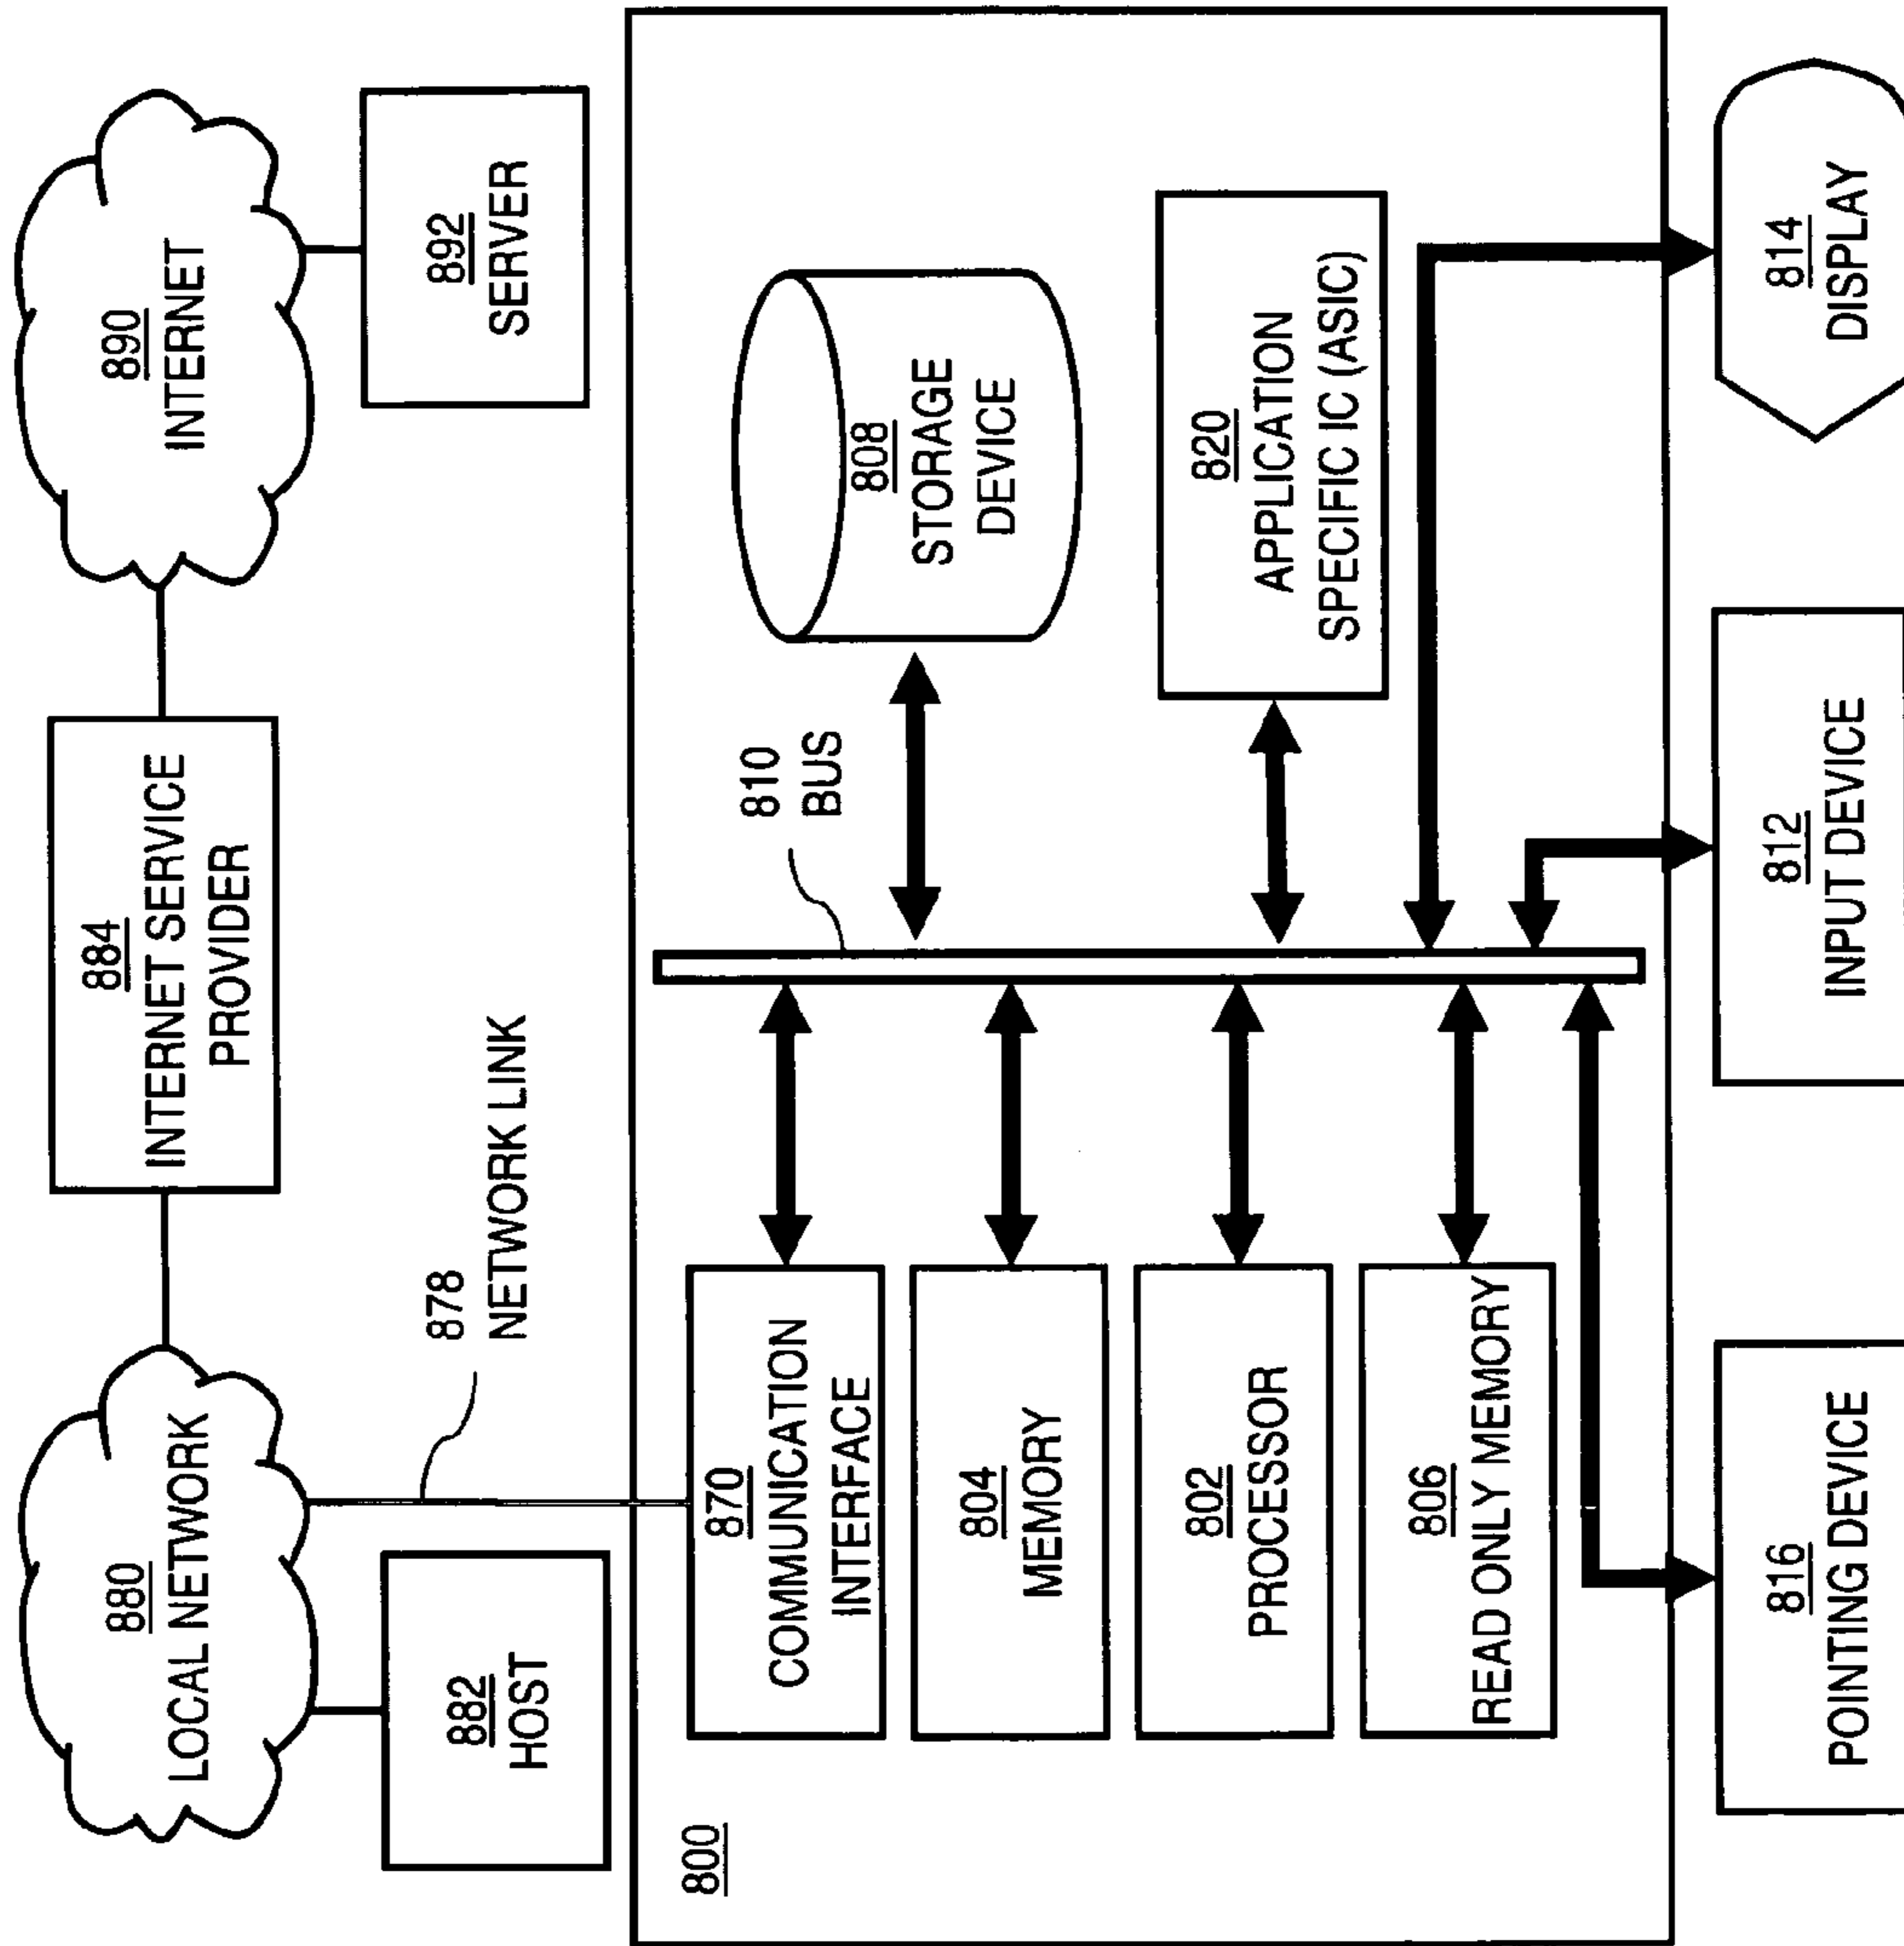 880
LOCAL NETWORK
884
INTERNET SERVICE
PROVIDER
890
INTERNET
882
HOST
878
NETWORK LINK
892
SERVER
800
870
COMMUNICATION
INTERFACE
810
BUS
808
STORAGE
DEVICE
804
MEMORY
802
PROCESSOR
820
APPLICATION
SPECIFIC IC (ASIC)
806
READ ONLY MEMORY
816
POINTING DEVICE
812
INPUT DEVICE
814
DISPLAY